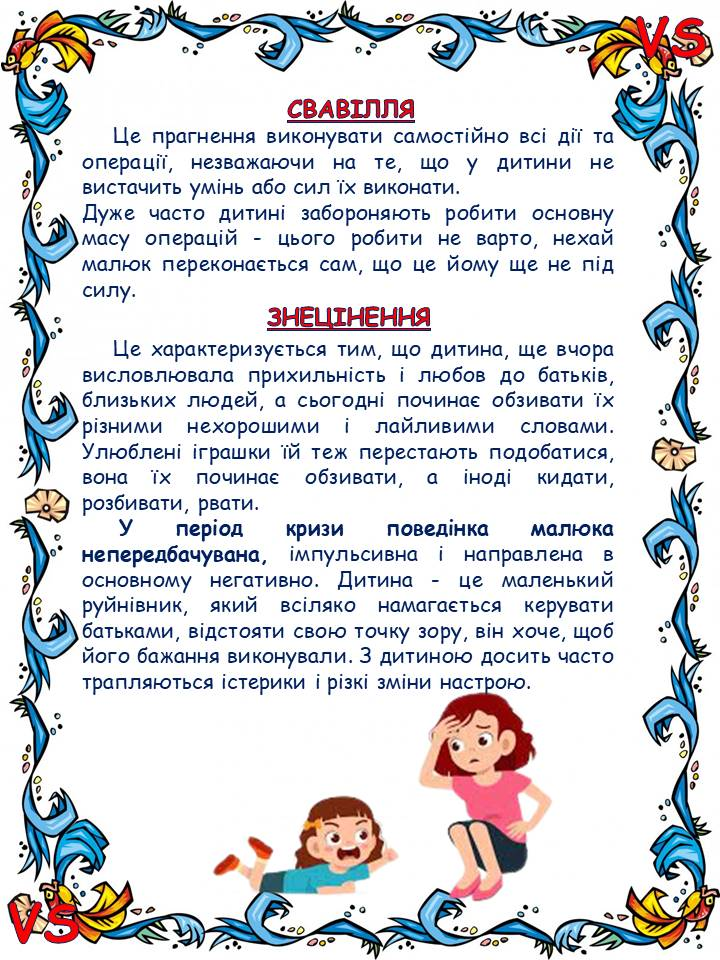 VS
СВАВІЛЛЯ
Це прагнення виконувати самостійно всі дії та
операції, незважаючи на те, що у дитини не
вистачить умінь або сил їх виконати.
Дуже часто дитині забороняють робити основну
масу операцій - цього робити не варто, нехай
малюк переконається сам, що це йому ще не під
силу.
ЗНЕЦІНЕННЯ
Це характеризується тим, що дитина, ще вчора
висловлювала прихильність і любов до батьків,
близьких людей, а сьогодні починає обзивати їх
різними нехорошими і лайливими словами.
Улюблені іграшки їй теж перестають подобатися,
вона їх починає обзивати, а іноді кидати,
розбивати, рвати.
У період кризи поведінка малюка
непередбачувана, імпульсивна і направлена в
основному негативно. Дитина - це маленький
руйнівник, який всіляко намагається керувати
батьками, відстояти свою точку зору, він хоче, щоб
його бажання виконували. З дитиною досить часто
трапляються істерики і різкі зміни настрою.
VS